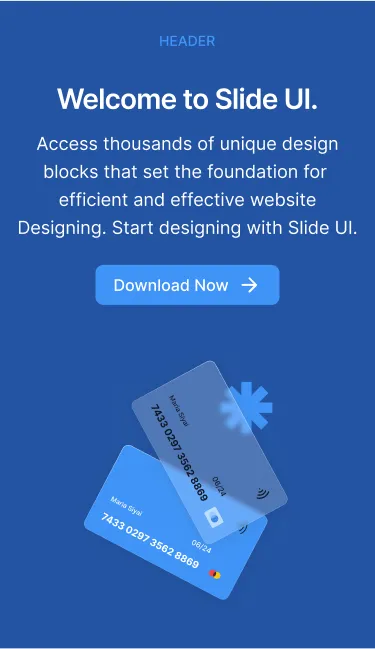 HEADER
Welcome to Slide UI.
Access thousands of unique design
blocks that set the foundation for
efficient and effective website
Designing. Start designing with Slide UI.
Download Now
Maria Siyal
7433 0297 3562 8869
06/24
Maria Siyal
7433 0297 3562 8869
06/24